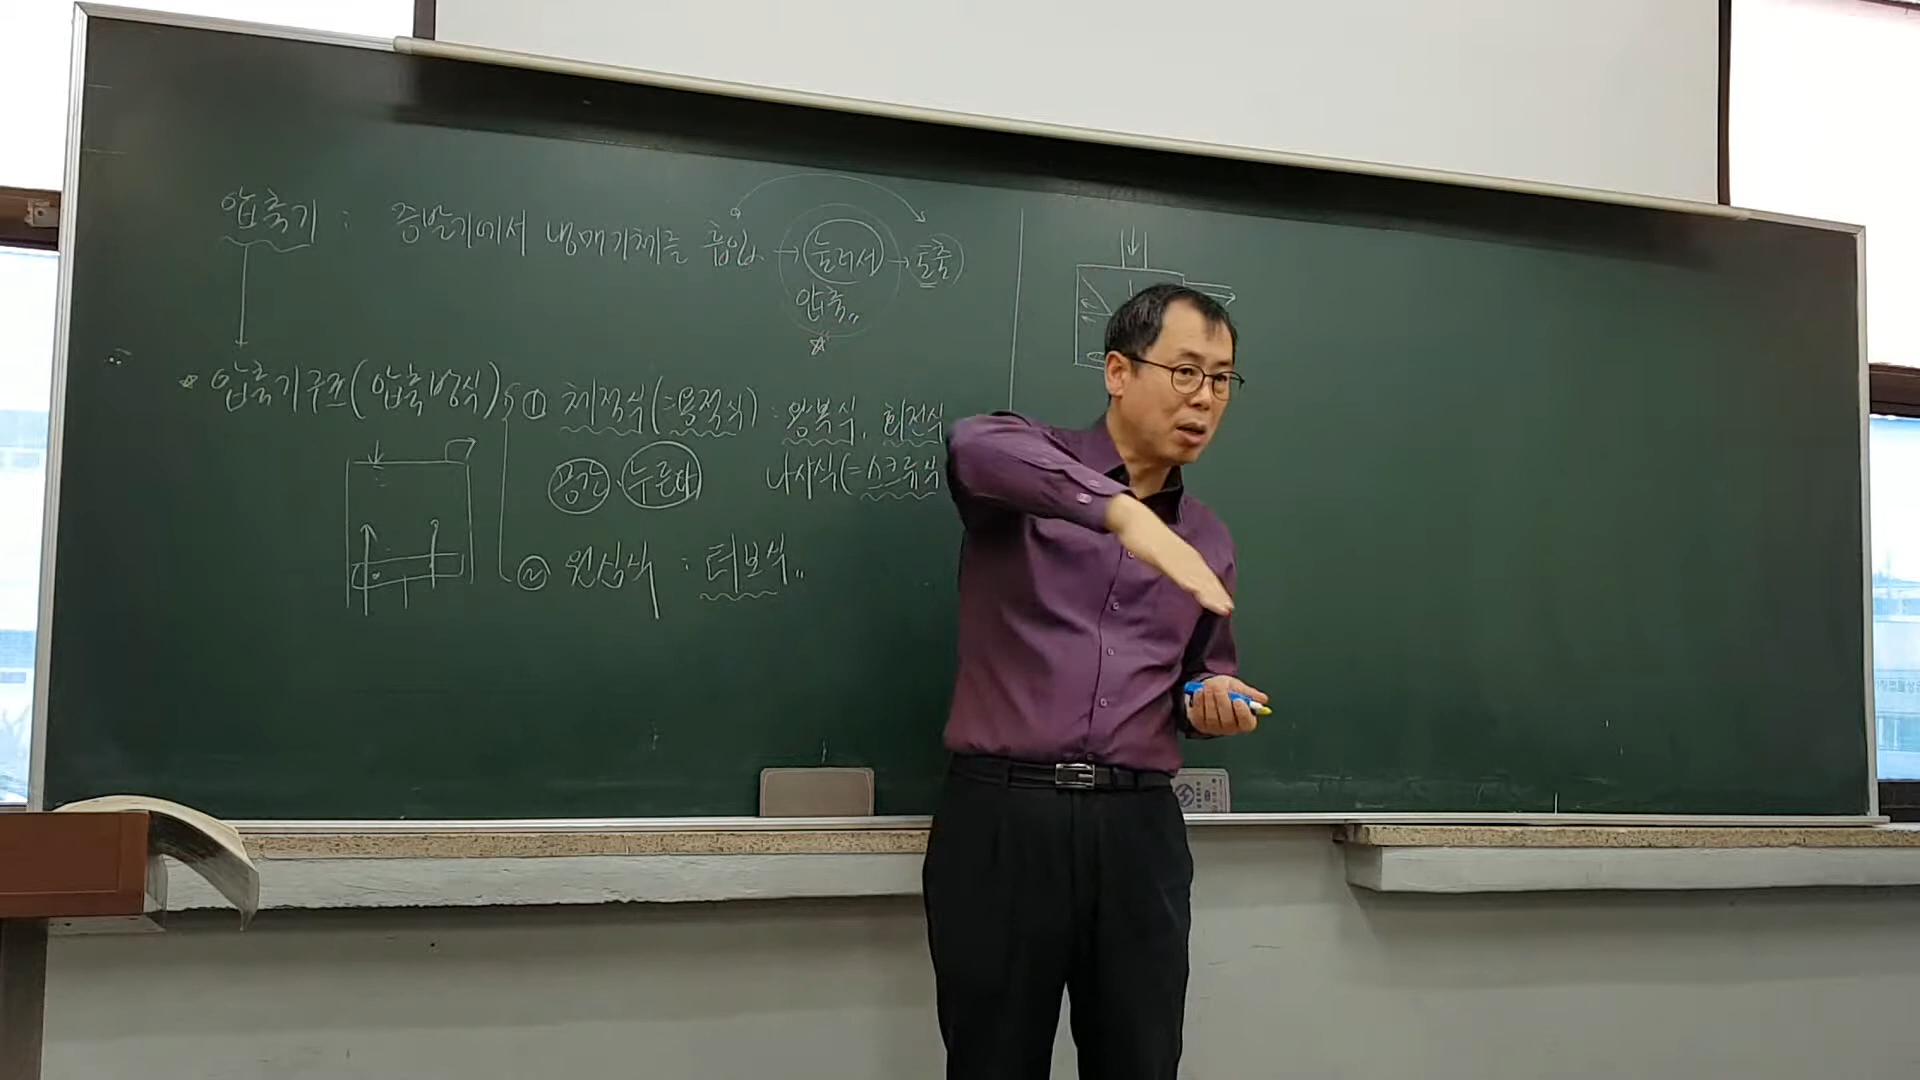 압축기 : 증발기에서 냉매기체를 흡입 → 눌러서 → 토출
압축〃
* 압축기구조(압축방식) ① 체적식(=용적식) : 왕복식, 회전식
공간 · 누른다 나사식(=스크류식
② 원심식 : 터보식〃